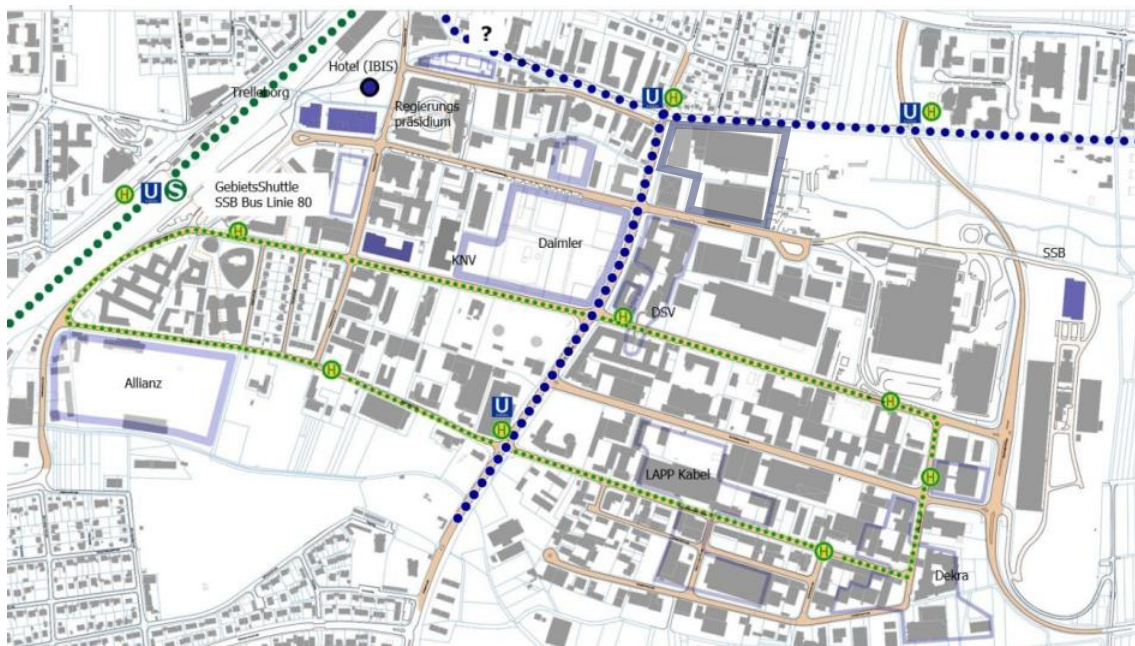 ?
Hotel (IBIS)
Trelleborg
Regierungs
präsidium
U
H
U
H
H
U
S
GebietsShuttle
SSB Bus Linie 80
H
KNV
Daimler
SSB
DSV
H
Allianz
H
U
H
H
LAPP Kabel
H
H
Dekra